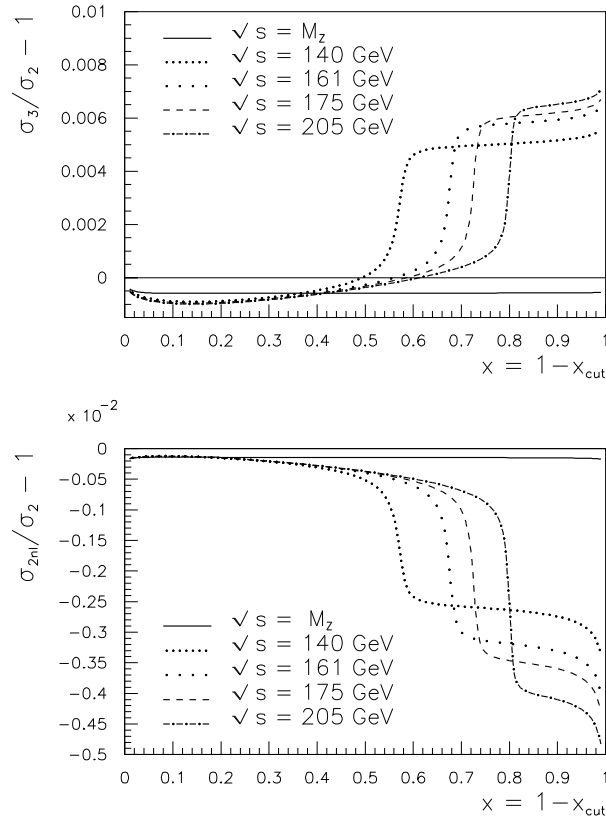 0.01
0.008
0.006
0.004
0.002
0
σ₃/σ₂ − 1
√ s = M_z
√ s = 140 GeV
√ s = 161 GeV
√ s = 175 GeV
√ s = 205 GeV
0 0.1 0.2 0.3 0.4 0.5 0.6 0.7 0.8 0.9 1
x = 1−x_cut
x 10⁻²
0
−0.05
−0.1
−0.15
−0.2
−0.25
−0.3
−0.35
−0.4
−0.45
−0.5
σ_2nl/σ₂ − 1
√ s = M_z
√ s = 140 GeV
√ s = 161 GeV
√ s = 175 GeV
√ s = 205 GeV
0 0.1 0.2 0.3 0.4 0.5 0.6 0.7 0.8 0.9 1
x = 1−x_cut